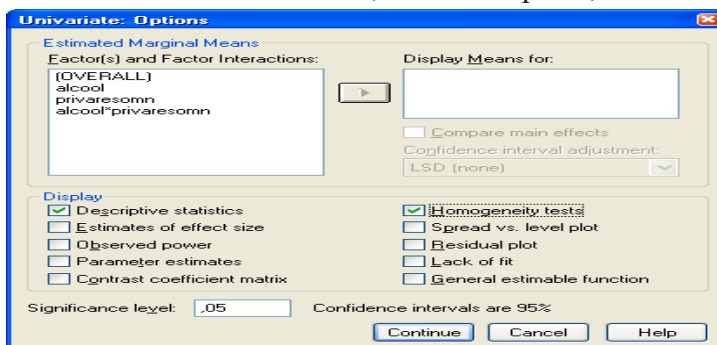 Univariate: Options
Estimated Marginal Means
Factor(s) and Factor Interactions:
(OVERALL)
alcool
privaresomn
alcool*privaresomn
Display Means for:
Compare main effects
Confidence interval adjustment:
LSD (none)
Display
Descriptive statistics
Homogeneity tests
Estimates of effect size
Spread vs. level plot
Observed power
Residual plot
Parameter estimates
Lack of fit
Contrast coefficient matrix
General estimable function
Significance level: ,05 Confidence intervals are 95%
Continue Cancel Help